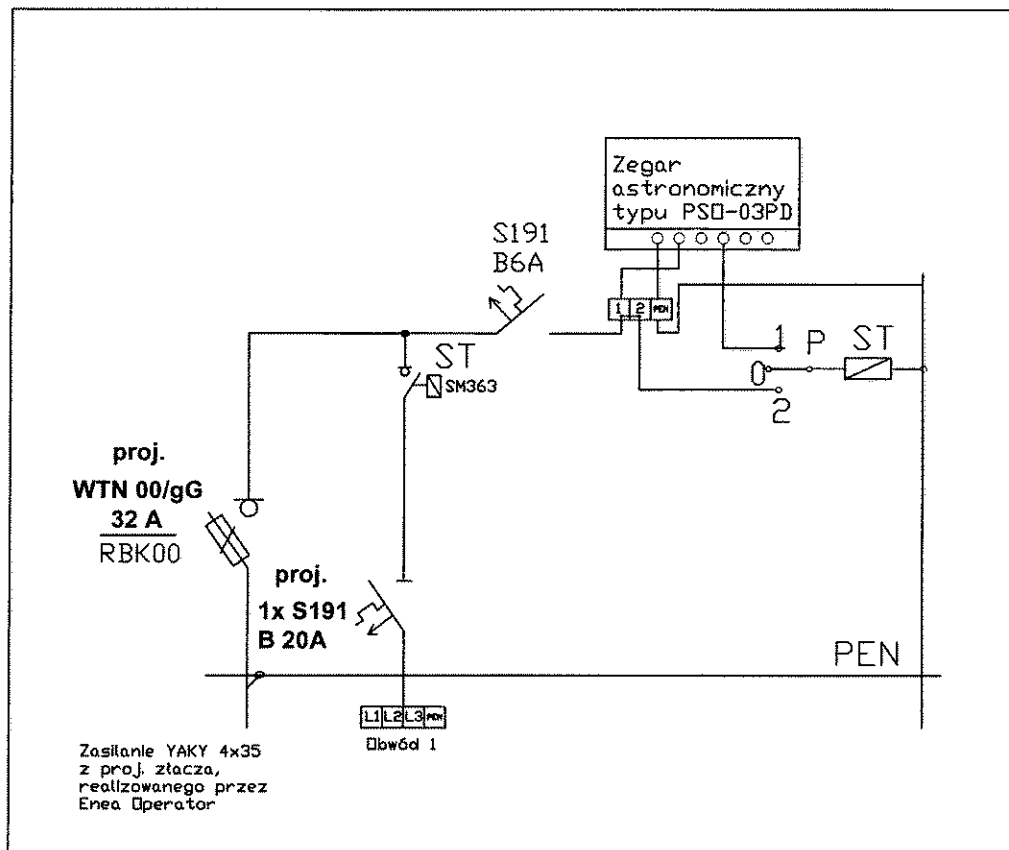 Zegar
astronomiczny
typu PSO-03PD
S191
B6A
1 2 PEN
1
P
ST
0
2
ST
SM363
proj.
WTN 00/gG
32 A
RBK00
proj.
1x S191
B 20A
PEN
L1 L2 L3 PEN
Obwód 1
Zasilanie YAKY 4x35
z proj. złacza,
realizowanego przez
Enea Operator